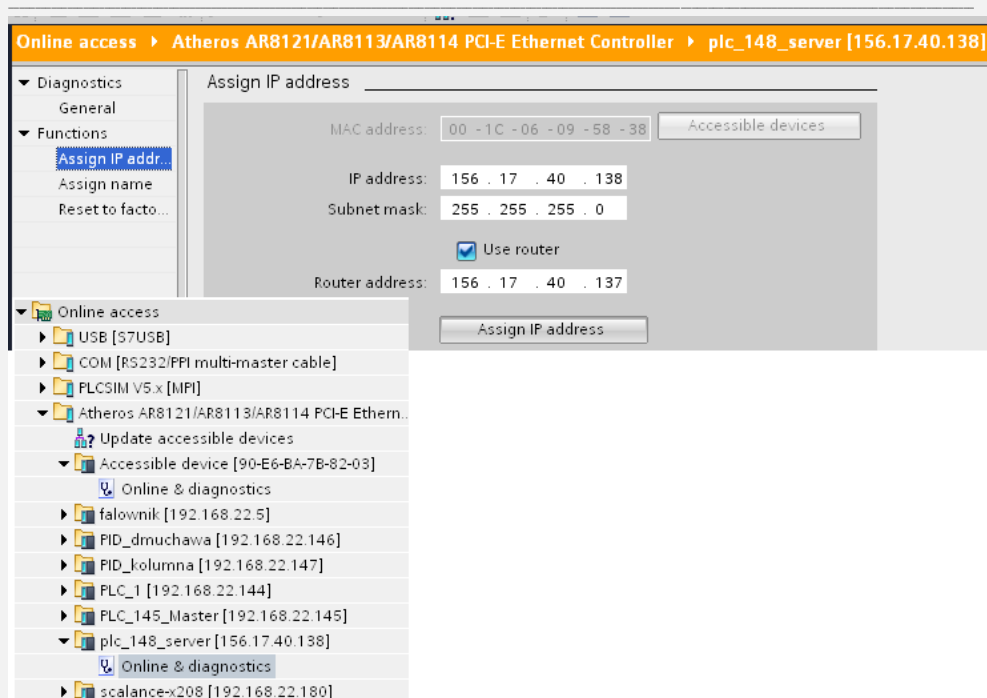 Online access ▸ Atheros AR8121/AR8113/AR8114 PCI-E Ethernet Controller ▸ plc_148_server [156.17.40.138]
Diagnostics
General
Functions
Assign IP addr...
Assign name
Reset to facto...
Assign IP address
MAC address: 00 - 1C - 06 - 09 - 58 - 38 Accessible devices
IP address: 156 . 17 . 40 . 138
Subnet mask: 255 . 255 . 255 . 0
Use router
Router address: 156 . 17 . 40 . 137
Assign IP address
Online access
USB [S7USB]
COM [RS232/PPI multi-master cable]
PLCSIM V5.x [MPI]
Atheros AR8121/AR8113/AR8114 PCI-E Ethern...
Update accessible devices
Accessible device [90-E6-BA-7B-82-03]
Online & diagnostics
falownik [192.168.22.5]
PID_dmuchawa [192.168.22.146]
PID_kolumna [192.168.22.147]
PLC_1 [192.168.22.144]
PLC_145_Master [192.168.22.145]
plc_148_server [156.17.40.138]
Online & diagnostics
scalance-x208 [192.168.22.180]